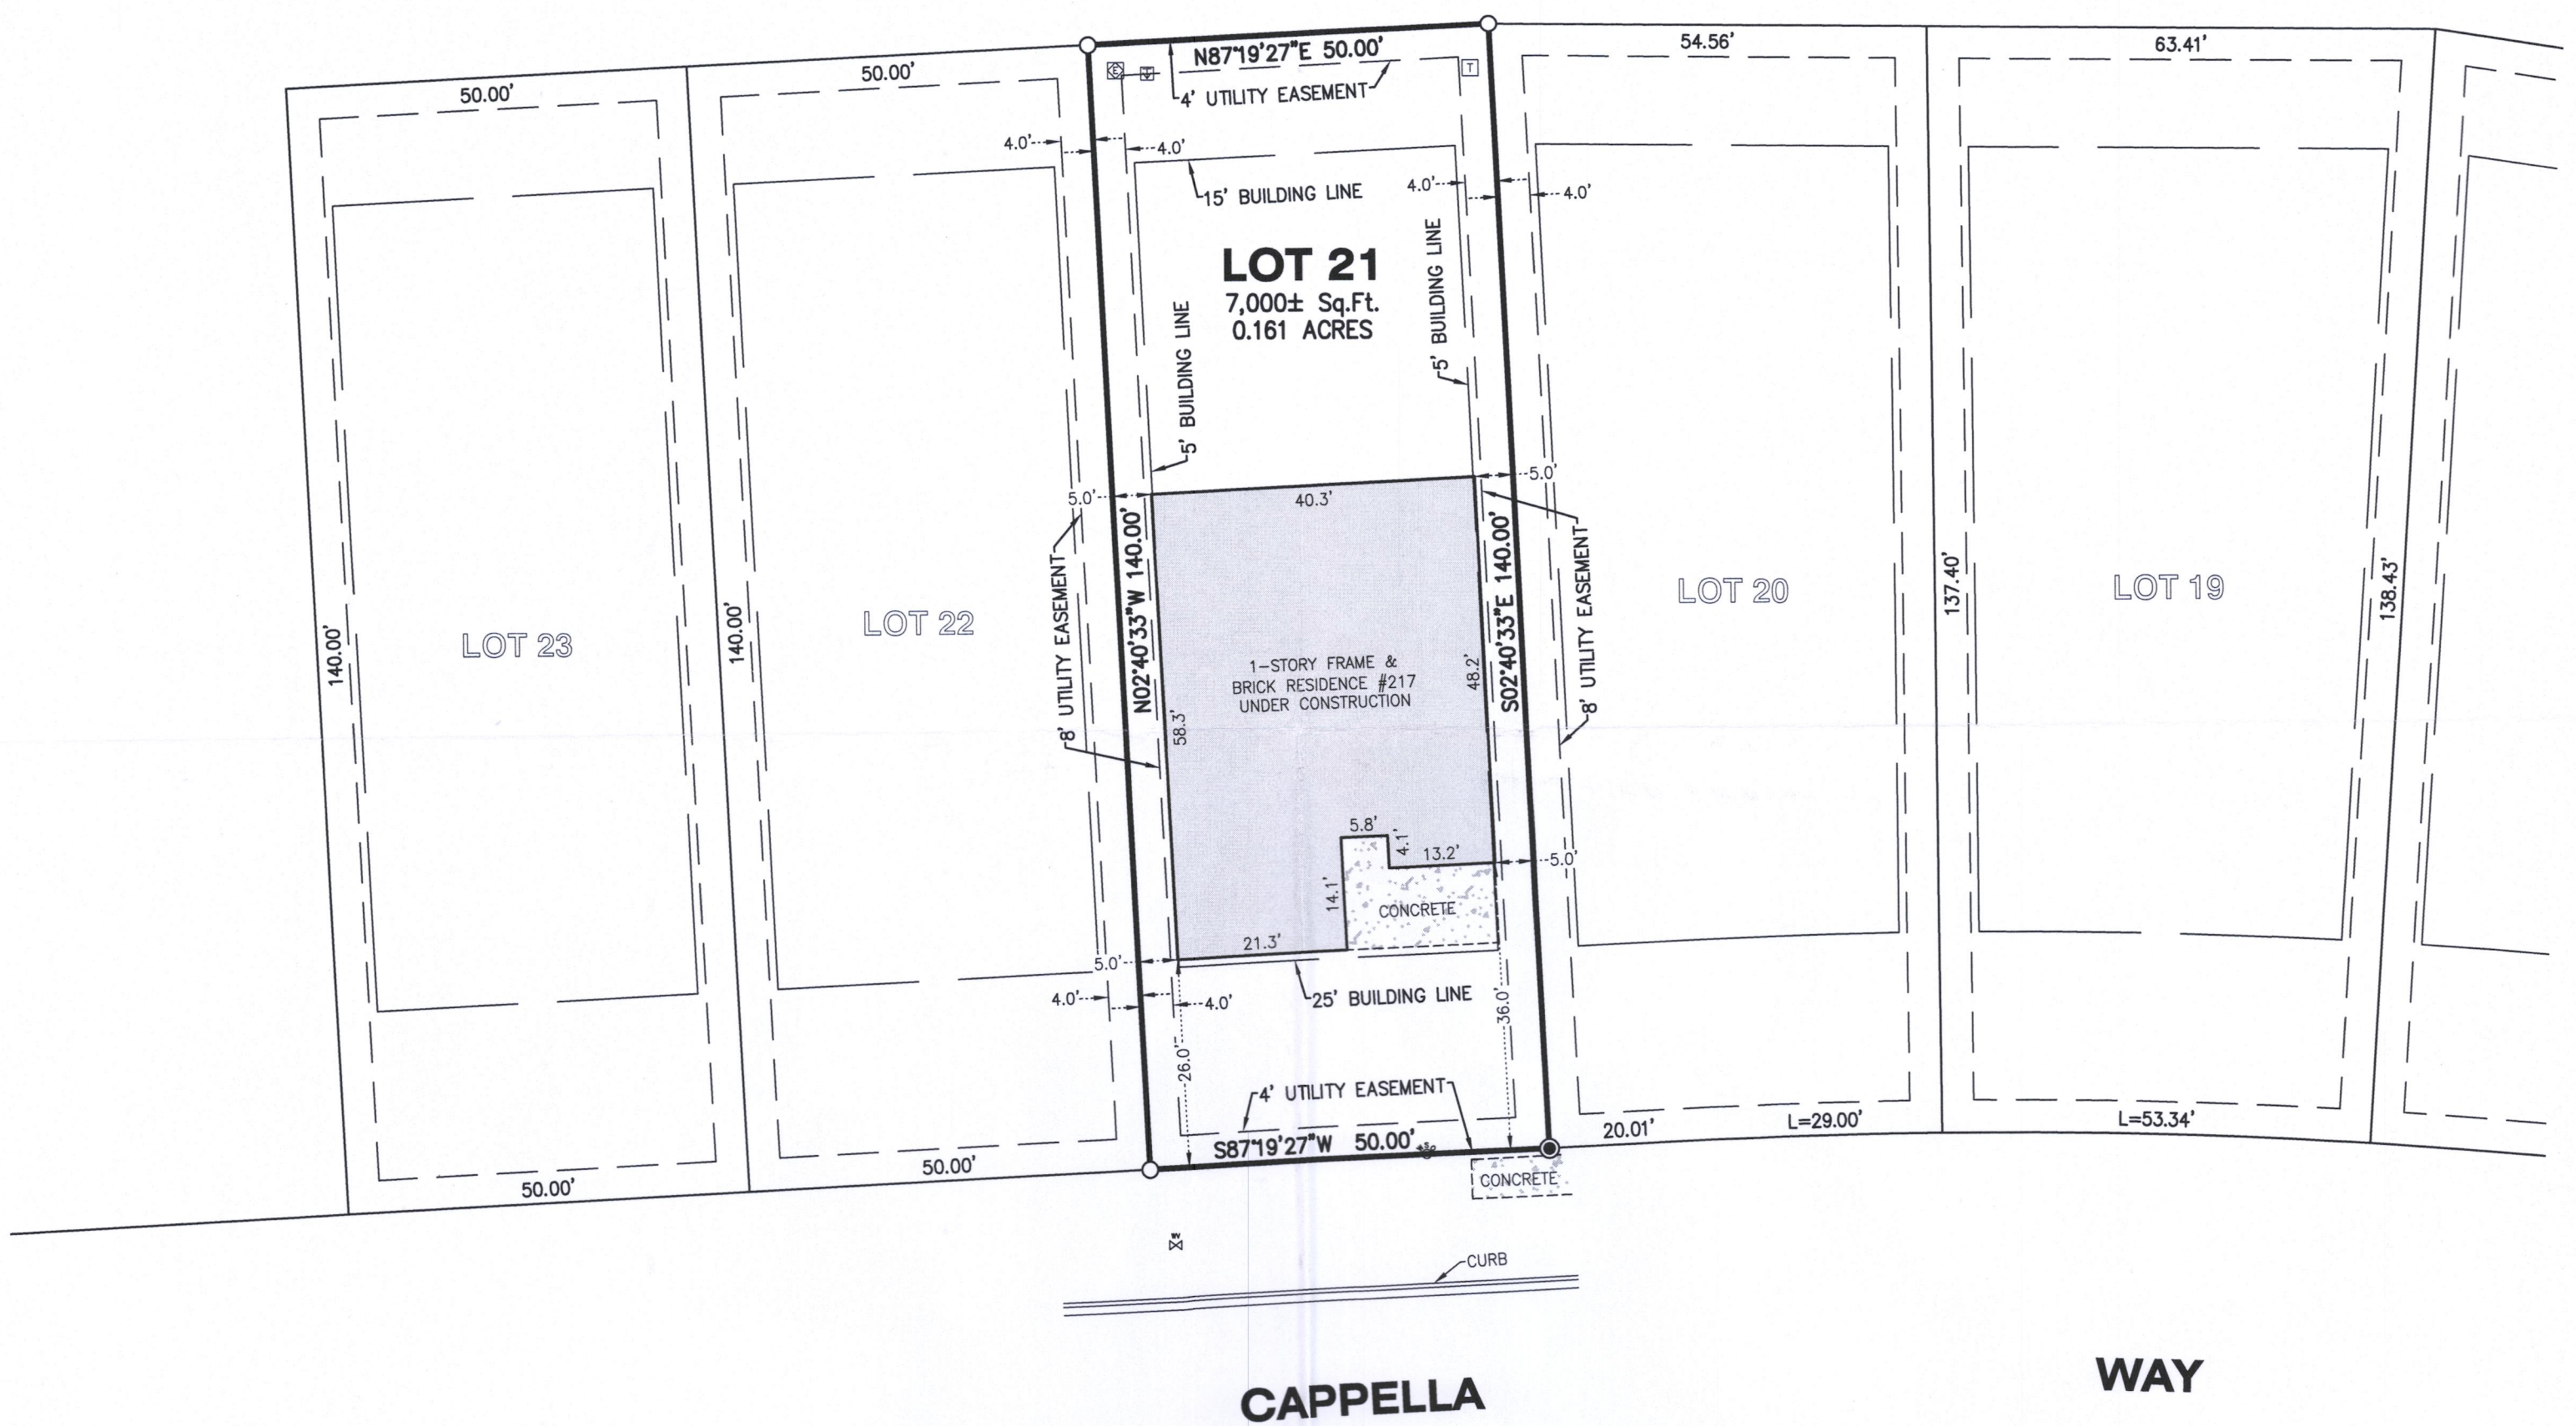 N87°19'27"E 50.00'
54.56'
63.41'
50.00'
50.00'
E
T
4' UTILITY EASEMENT
4.0'
4.0'
15' BUILDING LINE
4.0'
4.0'
LOT 21
7,000± Sq.Ft.
0.161 ACRES
5' BUILDING LINE
5' BUILDING LINE
5.0'
5.0'
40.3'
N02°40'33"W 140.00'
S02°40'33"E 140.00'
8' UTILITY EASEMENT
8' UTILITY EASEMENT
140.00'
LOT 23
140.00'
LOT 22
LOT 20
137.40'
LOT 19
138.43'
1-STORY FRAME &
BRICK RESIDENCE #217
UNDER CONSTRUCTION
48.2'
58.3'
5.8'
4.1'
13.2'
5.0'
14.1'
CONCRETE
21.3'
5.0'
4.0'
4.0'
25' BUILDING LINE
36.0'
26.0'
4' UTILITY EASEMENT
S87°19'27"W 50.00'
20.01'
L=29.00'
L=53.34'
50.00'
50.00'
CONCRETE
W
CURB
CAPPELLA WAY